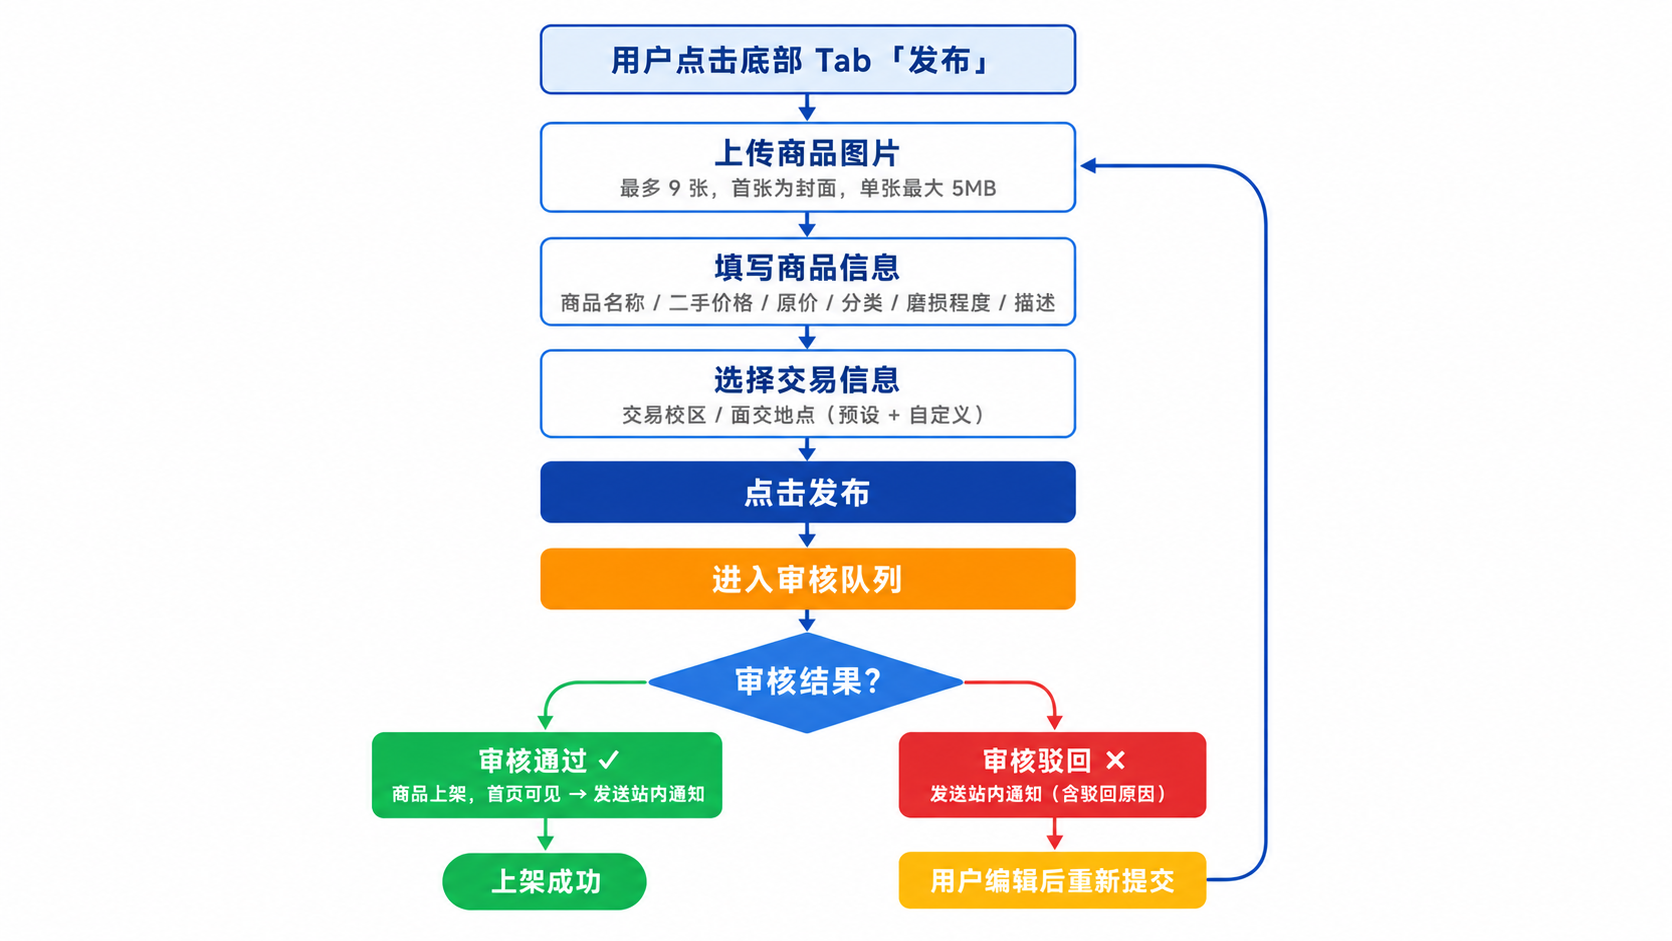 用户点击底部 Tab「发布」
上传商品图片
最多 9 张，首张为封面，单张最大 5MB
填写商品信息
商品名称 / 二手价格 / 原价 / 分类 / 磨损程度 / 描述
选择交易信息
交易校区 / 面交地点（预设 + 自定义）
点击发布
进入审核队列
审核结果？
审核通过 ✓
商品上架，首页可见 → 发送站内通知
上架成功
审核驳回 ✕
发送站内通知（含驳回原因）
用户编辑后重新提交